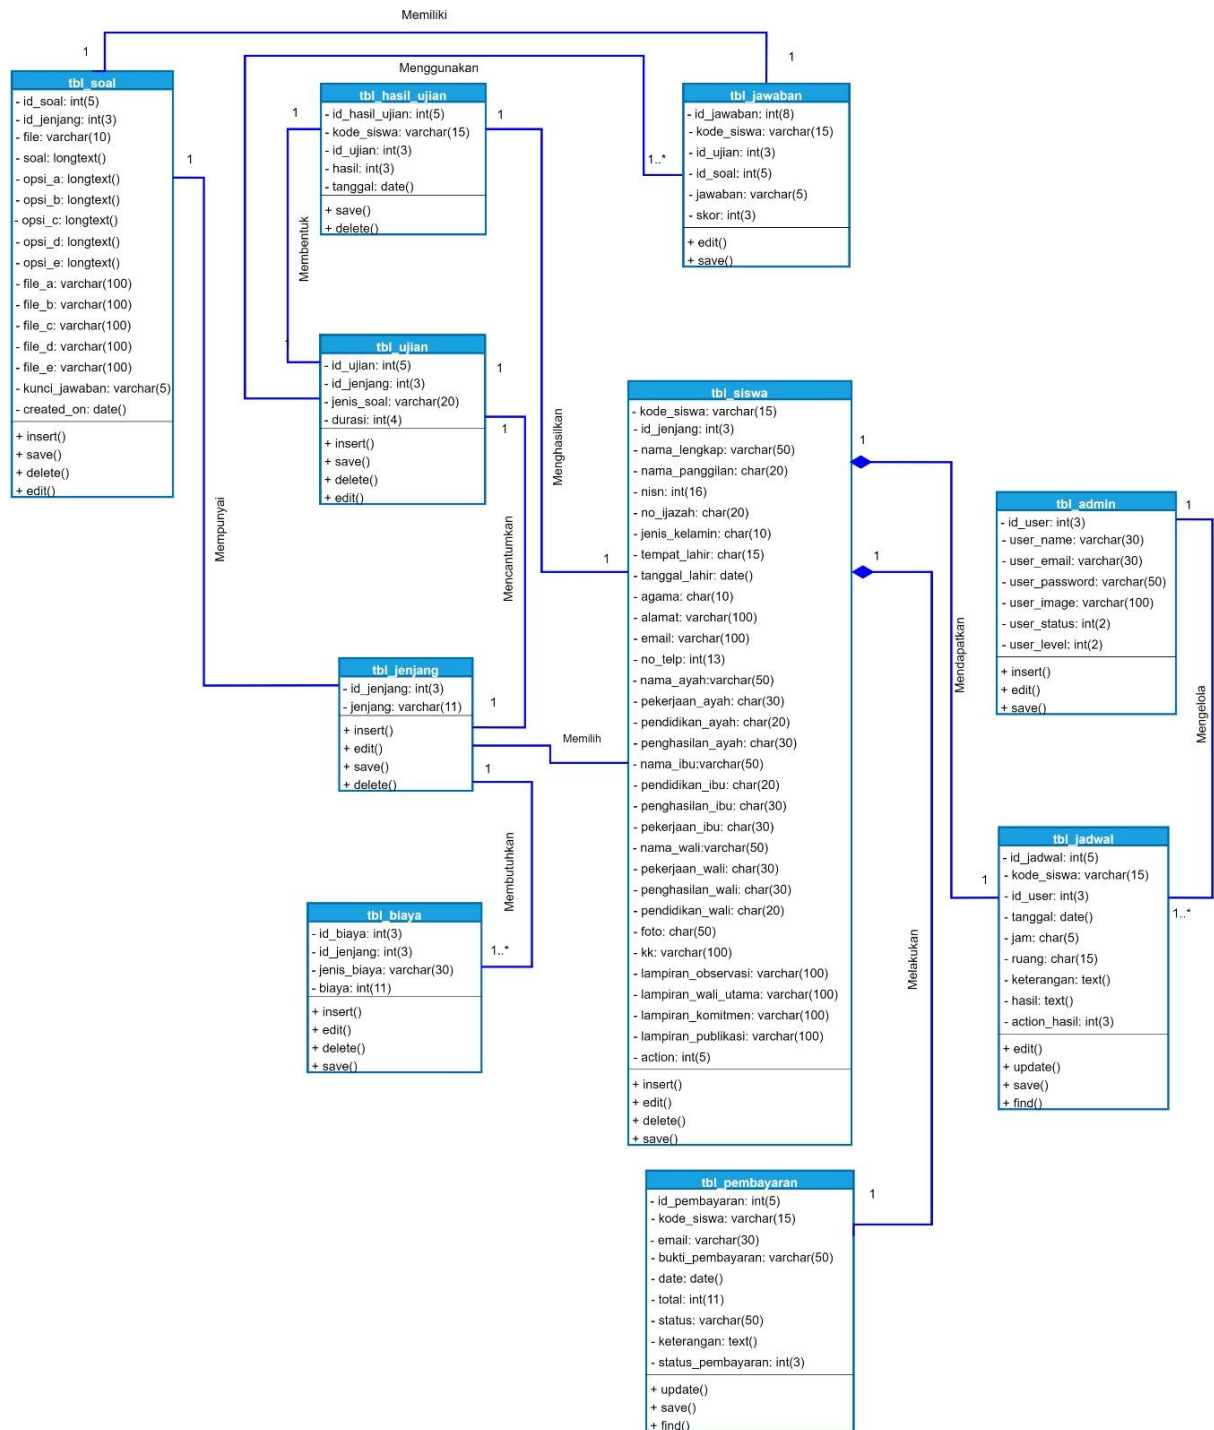 Memiliki
1
1
Menggunakan
tbl_soal
- id_soal: int(5)
- id_jenjang: int(3)
- file: varchar(10)
- soal: longtext()
- opsi_a: longtext()
- opsi_b: longtext()
- opsi_c: longtext()
- opsi_d: longtext()
- opsi_e: longtext()
- file_a: varchar(100)
- file_b: varchar(100)
- file_c: varchar(100)
- file_d: varchar(100)
- file_e: varchar(100)
- kunci_jawaban: varchar(5)
- created_on: date()
+ insert()
+ save()
+ delete()
+ edit()
1
Mempunyai
tbl_hasil_ujian
- id_hasil_ujian: int(5)
- kode_siswa: varchar(15)
- id_ujian: int(3)
- hasil: int(3)
- tanggal: date()
+ save()
+ delete()
1
1
Membentuk
tbl_jawaban
- id_jawaban: int(8)
- kode_siswa: varchar(15)
- id_ujian: int(3)
- id_soal: int(5)
- jawaban: varchar(5)
- skor: int(3)
+ edit()
+ save()
1..*
tbl_ujian
- id_ujian: int(5)
- id_jenjang: int(3)
- jenis_soal: varchar(20)
- durasi: int(4)
+ insert()
+ save()
+ delete()
+ edit()
1
1
Mencantumkan
Menghasilkan
1
tbl_siswa
- kode_siswa: varchar(15)
- id_jenjang: int(3)
- nama_lengkap: varchar(50)
- nama_panggilan: char(20)
- nisn: int(16)
- no_ijazah: char(20)
- jenis_kelamin: char(10)
- tempat_lahir: char(15)
- tanggal_lahir: date()
- agama: char(10)
- alamat: varchar(100)
- email: varchar(100)
- no_telp: int(13)
- nama_ayah:varchar(50)
- pekerjaan_ayah: char(30)
- pendidikan_ayah: char(20)
- penghasilan_ayah: char(30)
- nama_ibu:varchar(50)
- pendidikan_ibu: char(20)
- penghasilan_ibu: char(30)
- pekerjaan_ibu: char(30)
- nama_wali:varchar(50)
- pekerjaan_wali: char(30)
- penghasilan_wali: char(30)
- pendidikan_wali: char(20)
- foto: char(50)
- kk: varchar(100)
- lampiran_observasi: varchar(100)
- lampiran_wali_utama: varchar(100)
- lampiran_komitmen: varchar(100)
- lampiran_publikasi: varchar(100)
- action: int(5)
+ insert()
+ edit()
+ delete()
+ save()
1
1
Mendapatkan
Melakukan
tbl_admin
- id_user: int(3)
- user_name: varchar(30)
- user_email: varchar(30)
- user_password: varchar(50)
- user_image: varchar(100)
- user_status: int(2)
- user_level: int(2)
+ insert()
+ edit()
+ save()
1
Mengelola
tbl_jenjang
- id_jenjang: int(3)
- jenjang: varchar(11)
+ insert()
+ edit()
+ save()
+ delete()
1
Memilih
1
Membutuhkan
tbl_biaya
- id_biaya: int(3)
- id_jenjang: int(3)
- jenis_biaya: varchar(30)
- biaya: int(11)
+ insert()
+ edit()
+ delete()
+ save()
1..*
tbl_jadwal
- id_jadwal: int(5)
- kode_siswa: varchar(15)
- id_user: int(3)
- tanggal: date()
- jam: char(5)
- ruang: char(15)
- keterangan: text()
- hasil: text()
- action_hasil: int(3)
+ edit()
+ update()
+ save()
+ find()
1
1..*
tbl_pembayaran
- id_pembayaran: int(5)
- kode_siswa: varchar(15)
- email: varchar(30)
- bukti_pembayaran: varchar(50)
- date: date()
- total: int(11)
- status: varchar(50)
- keterangan: text()
- status_pembayaran: int(3)
+ update()
+ save()
+ find()
1